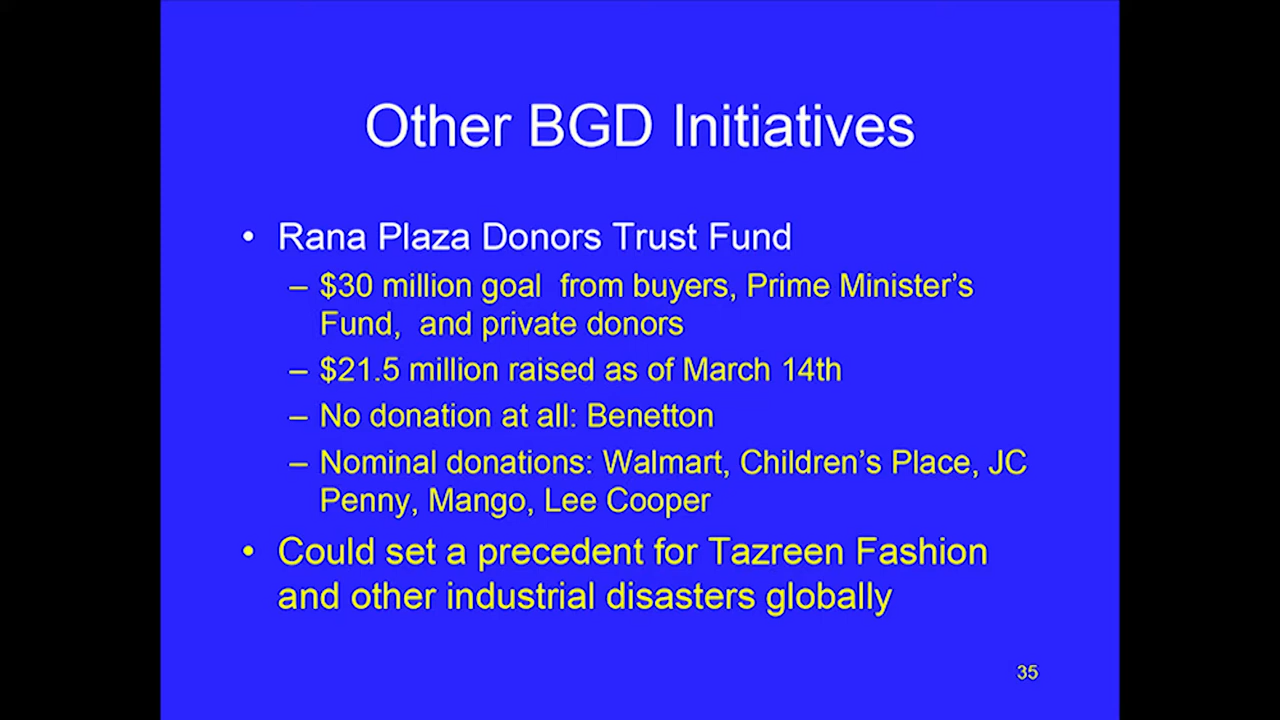 Other BGD Initiatives
• Rana Plaza Donors Trust Fund
– $30 million goal  from buyers, Prime Minister's
Fund,  and private donors
– $21.5 million raised as of March 14th
– No donation at all: Benetton
– Nominal donations: Walmart, Children's Place, JC
Penny, Mango, Lee Cooper
• Could set a precedent for Tazreen Fashion
and other industrial disasters globally
35